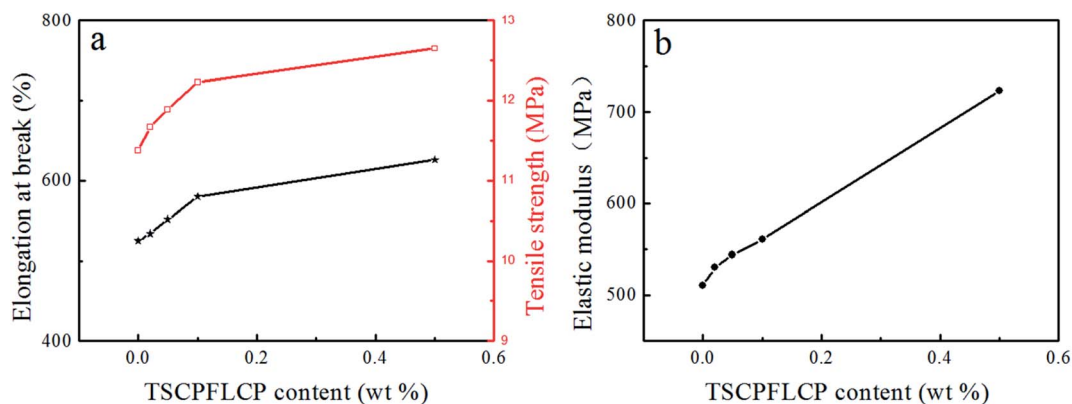 a
Elongation at break (%)
800
600
400
0.0 0.2 0.4 0.6
TSCPFLCP content (wt %)
13
12
11
10
9
Tensile strength (MPa)
b
Elastic modulus（MPa）
800
700
600
500
0.0 0.2 0.4 0.6
TSCPFLCP content (wt %)